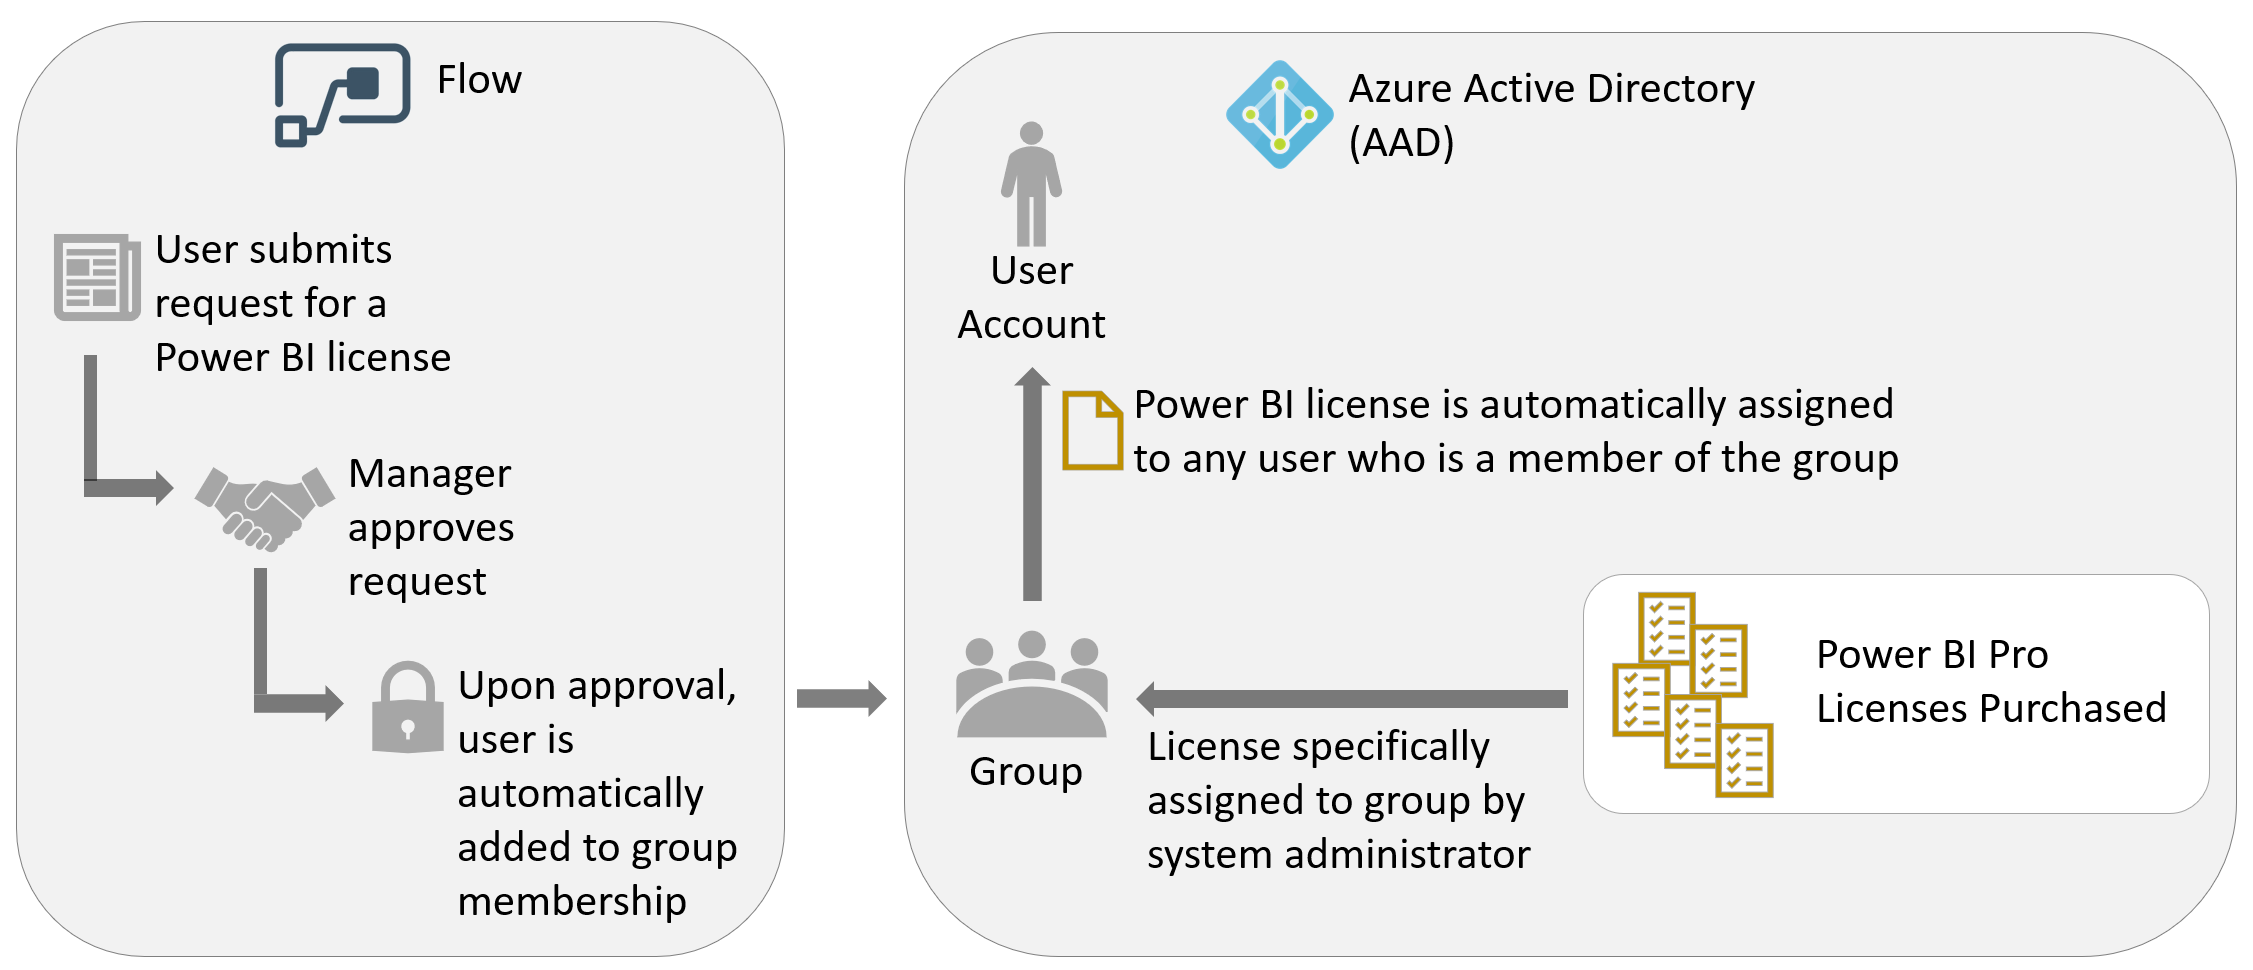 Flow
User submits
request for a
Power BI license
Manager
approves
request
Upon approval,
user is
automatically
added to group
membership
Azure Active Directory
(AAD)
User
Account
Power BI license is automatically assigned
to any user who is a member of the group
Group
License specifically
assigned to group by
system administrator
Power BI Pro
Licenses Purchased